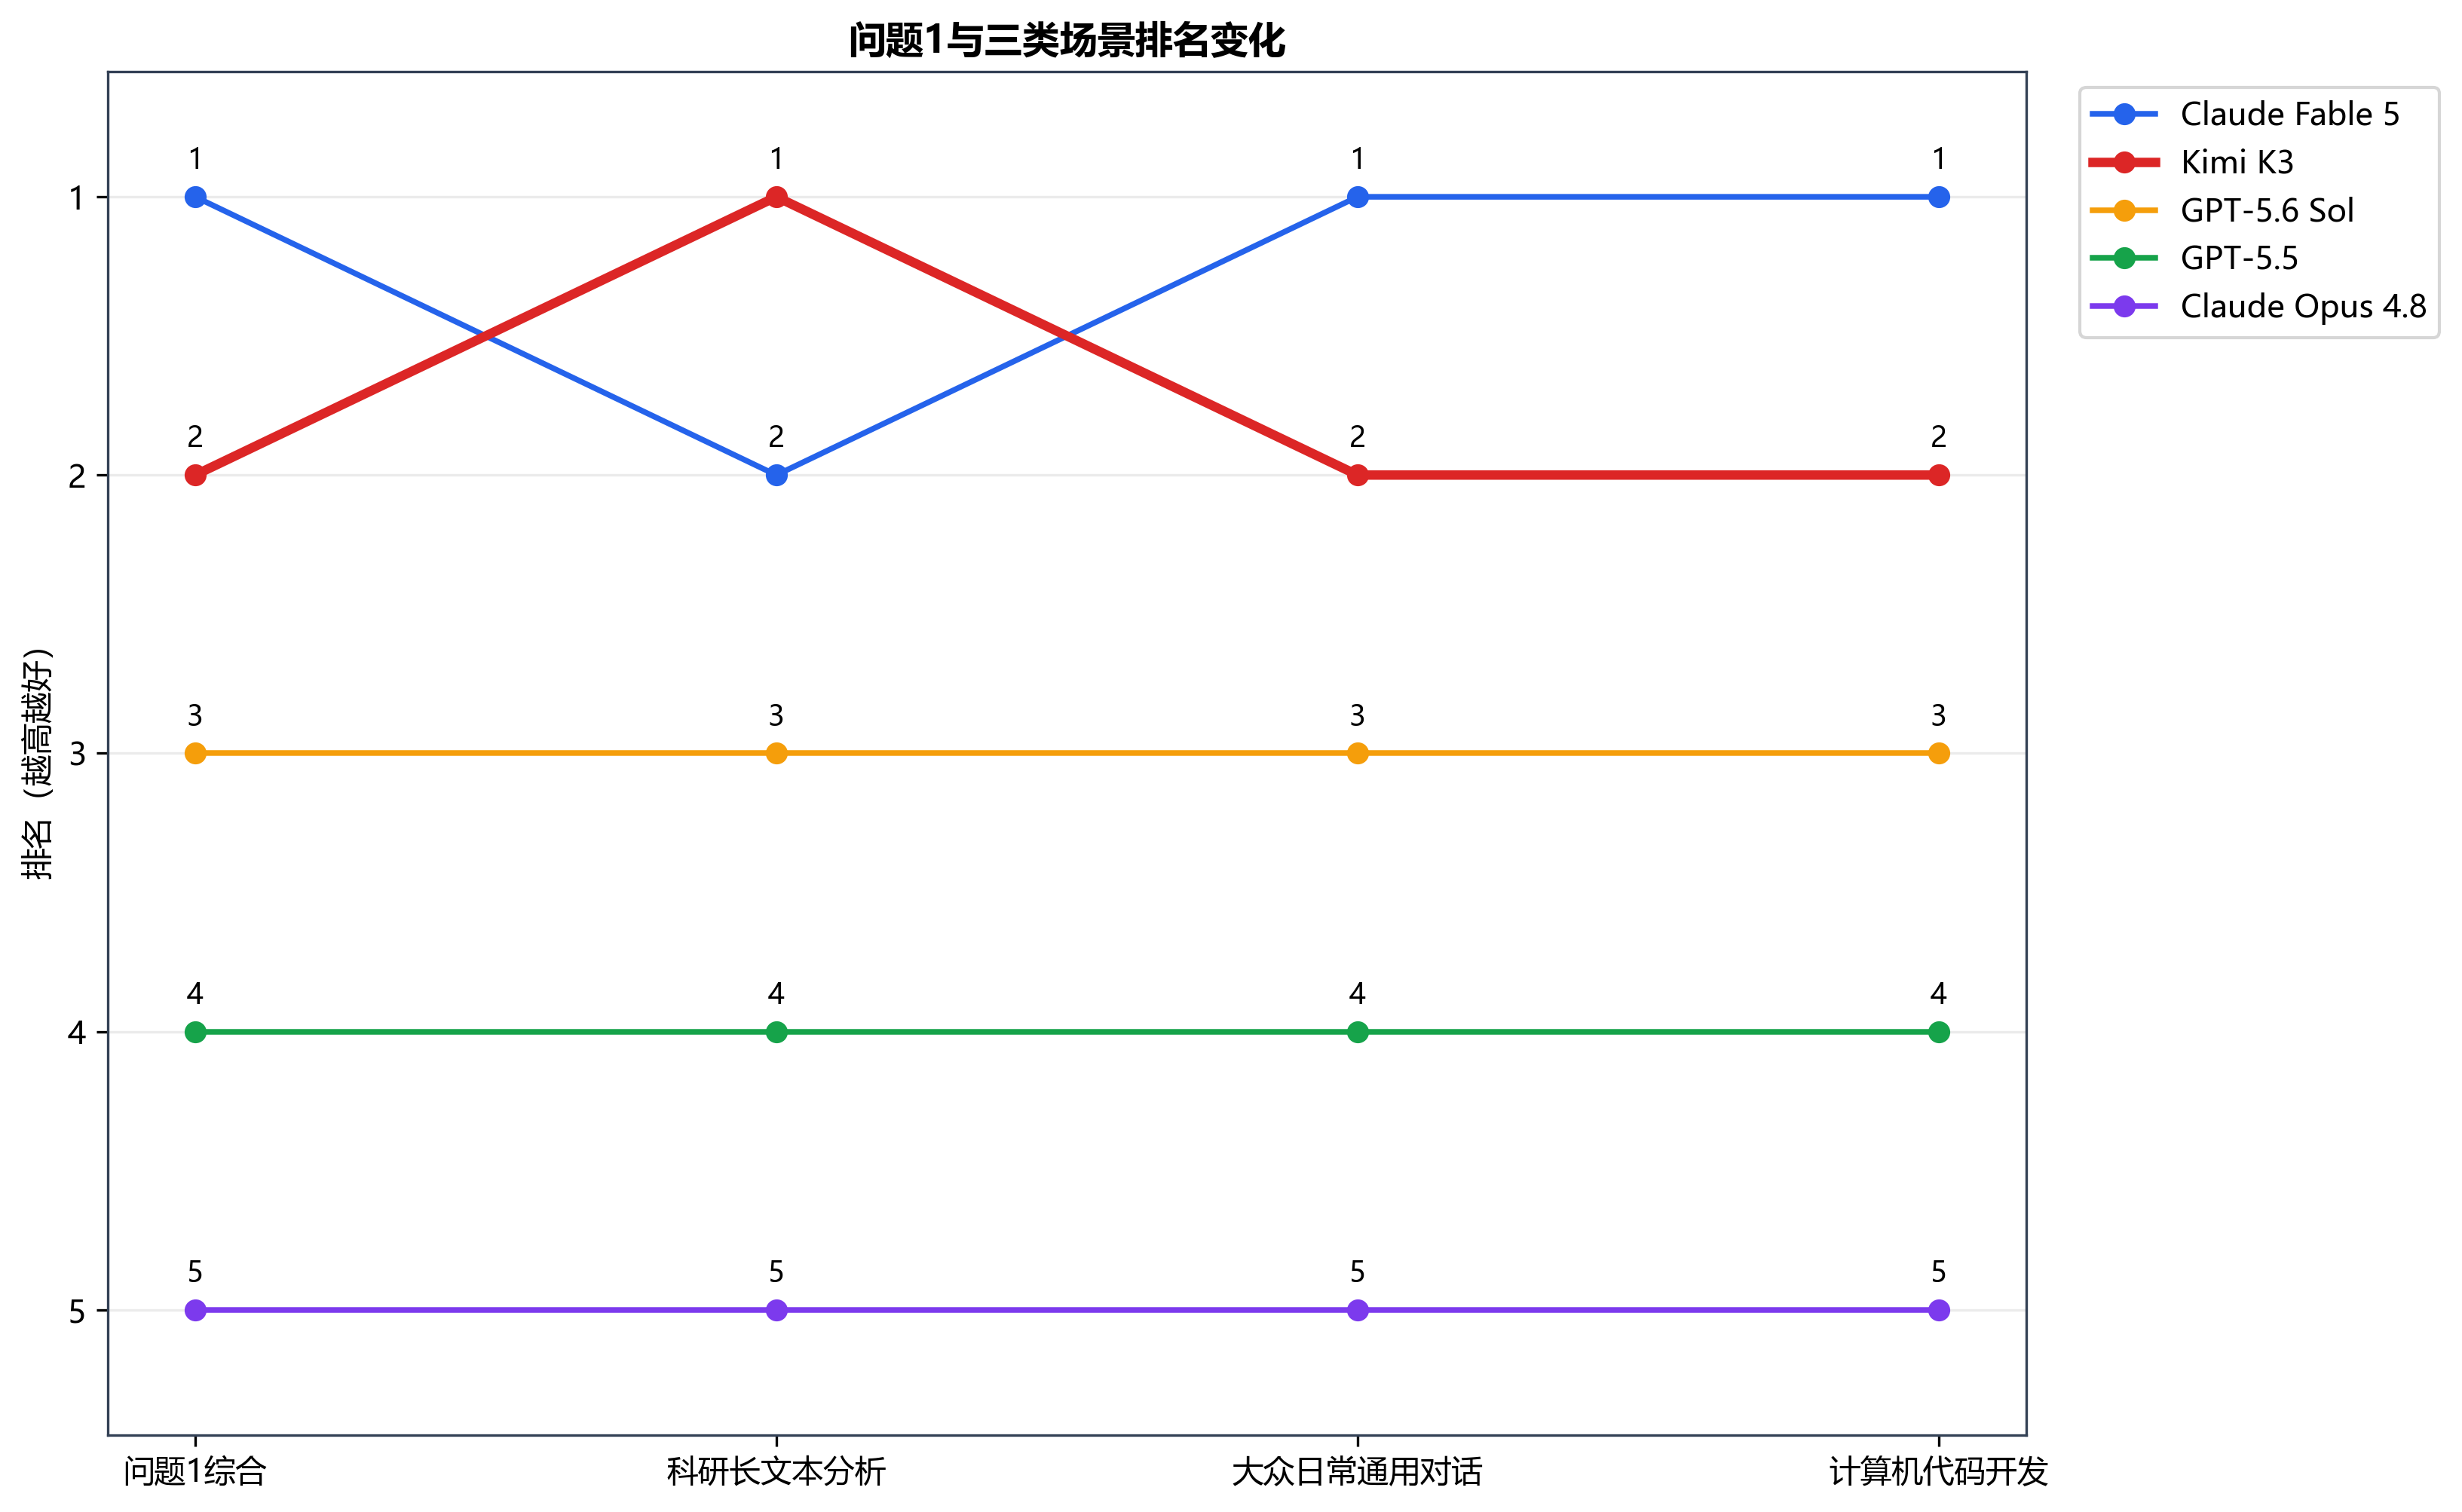 问题1与三类场景排名变化
Claude Fable 5
Kimi K3
GPT-5.6 Sol
GPT-5.5
Claude Opus 4.8
排名（越高越好）
1
2
3
4
5
1 1 1 1
2 2 2 2
3 3 3 3
4 4 4 4
5 5 5 5
问题1综合 科研长文本分析 大众日常通用对话 计算机代码开发